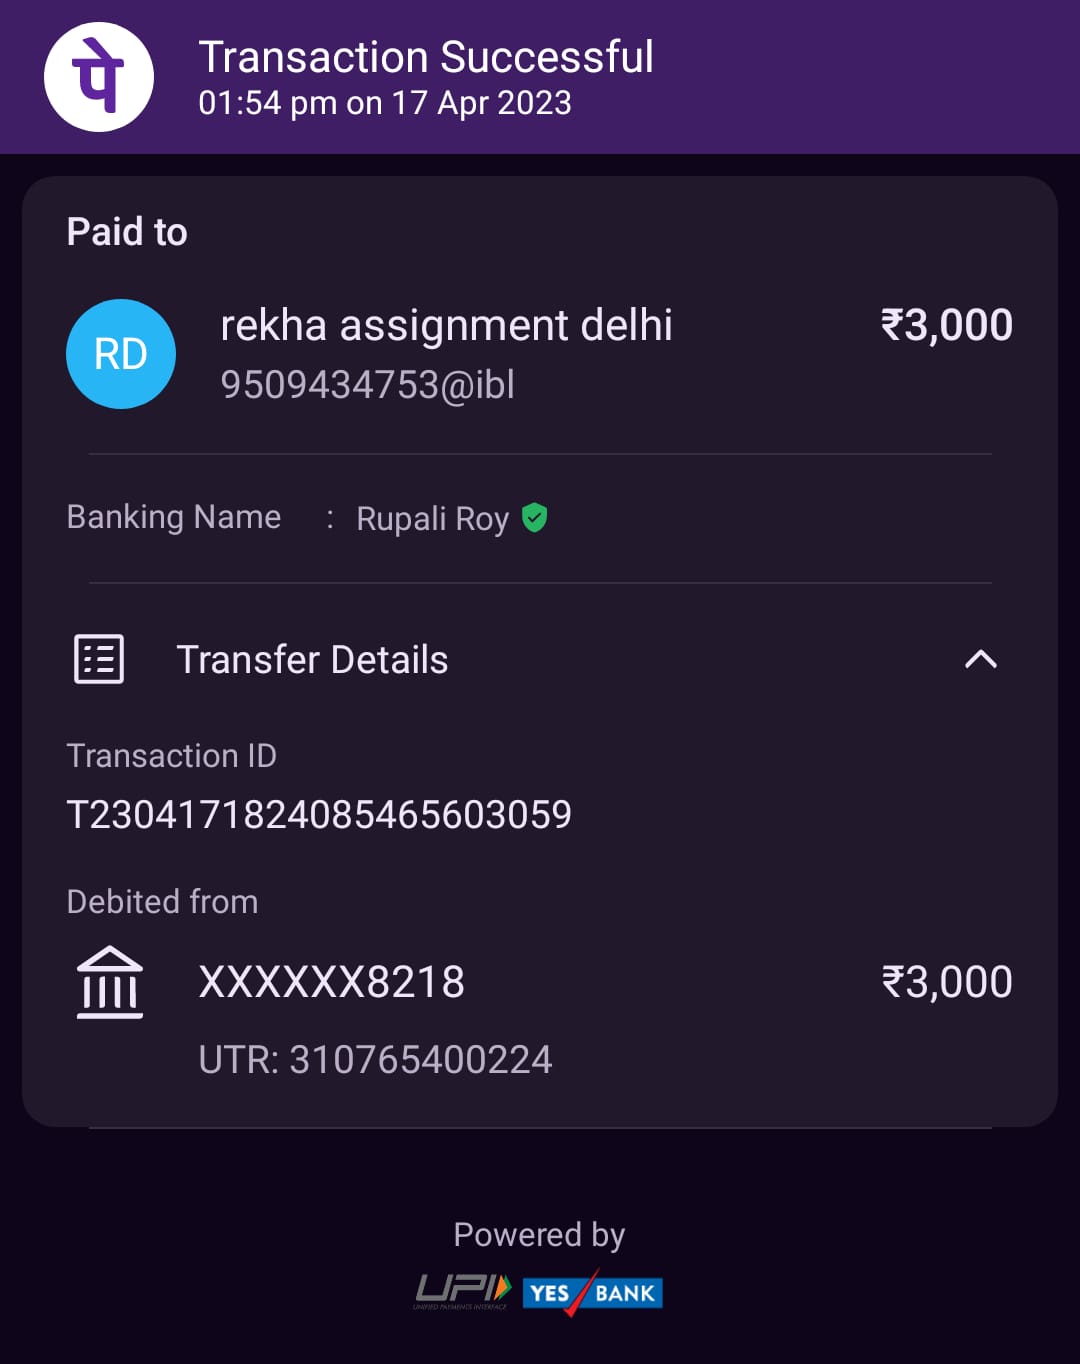 पे
Transaction Successful
01:54 pm on 17 Apr 2023
Paid to
RD
rekha assignment delhi
₹3,000
9509434753@ibl
Banking Name : Rupali Roy
Transfer Details
Transaction ID
T2304171824085465603059
Debited from
XXXXXX8218
₹3,000
UTR: 310765400224
Powered by
UPI
UNIFIED PAYMENTS INTERFACE
YES BANK